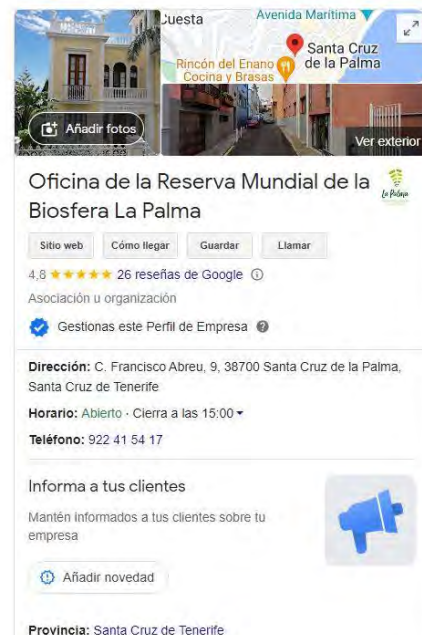 Cuesta
Avenida Marítima
Rincón del Enano
Cocina y Brasas
Santa Cruz
de la Palma
Añadir fotos
Ver exterior
Oficina de la Reserva Mundial de la
Biosfera La Palma
La Palma
Sitio web
Cómo llegar
Guardar
Llamar
4,8 26 reseñas de Google
Asociación u organización
Gestionas este Perfil de Empresa
Dirección: C. Francisco Abreu, 9, 38700 Santa Cruz de la Palma,
Santa Cruz de Tenerife
Horario: Abierto · Cierra a las 15:00
Teléfono: 922 41 54 17
Informa a tus clientes
Mantén informados a tus clientes sobre tu
empresa
Añadir novedad
Provincia: Santa Cruz de Tenerife